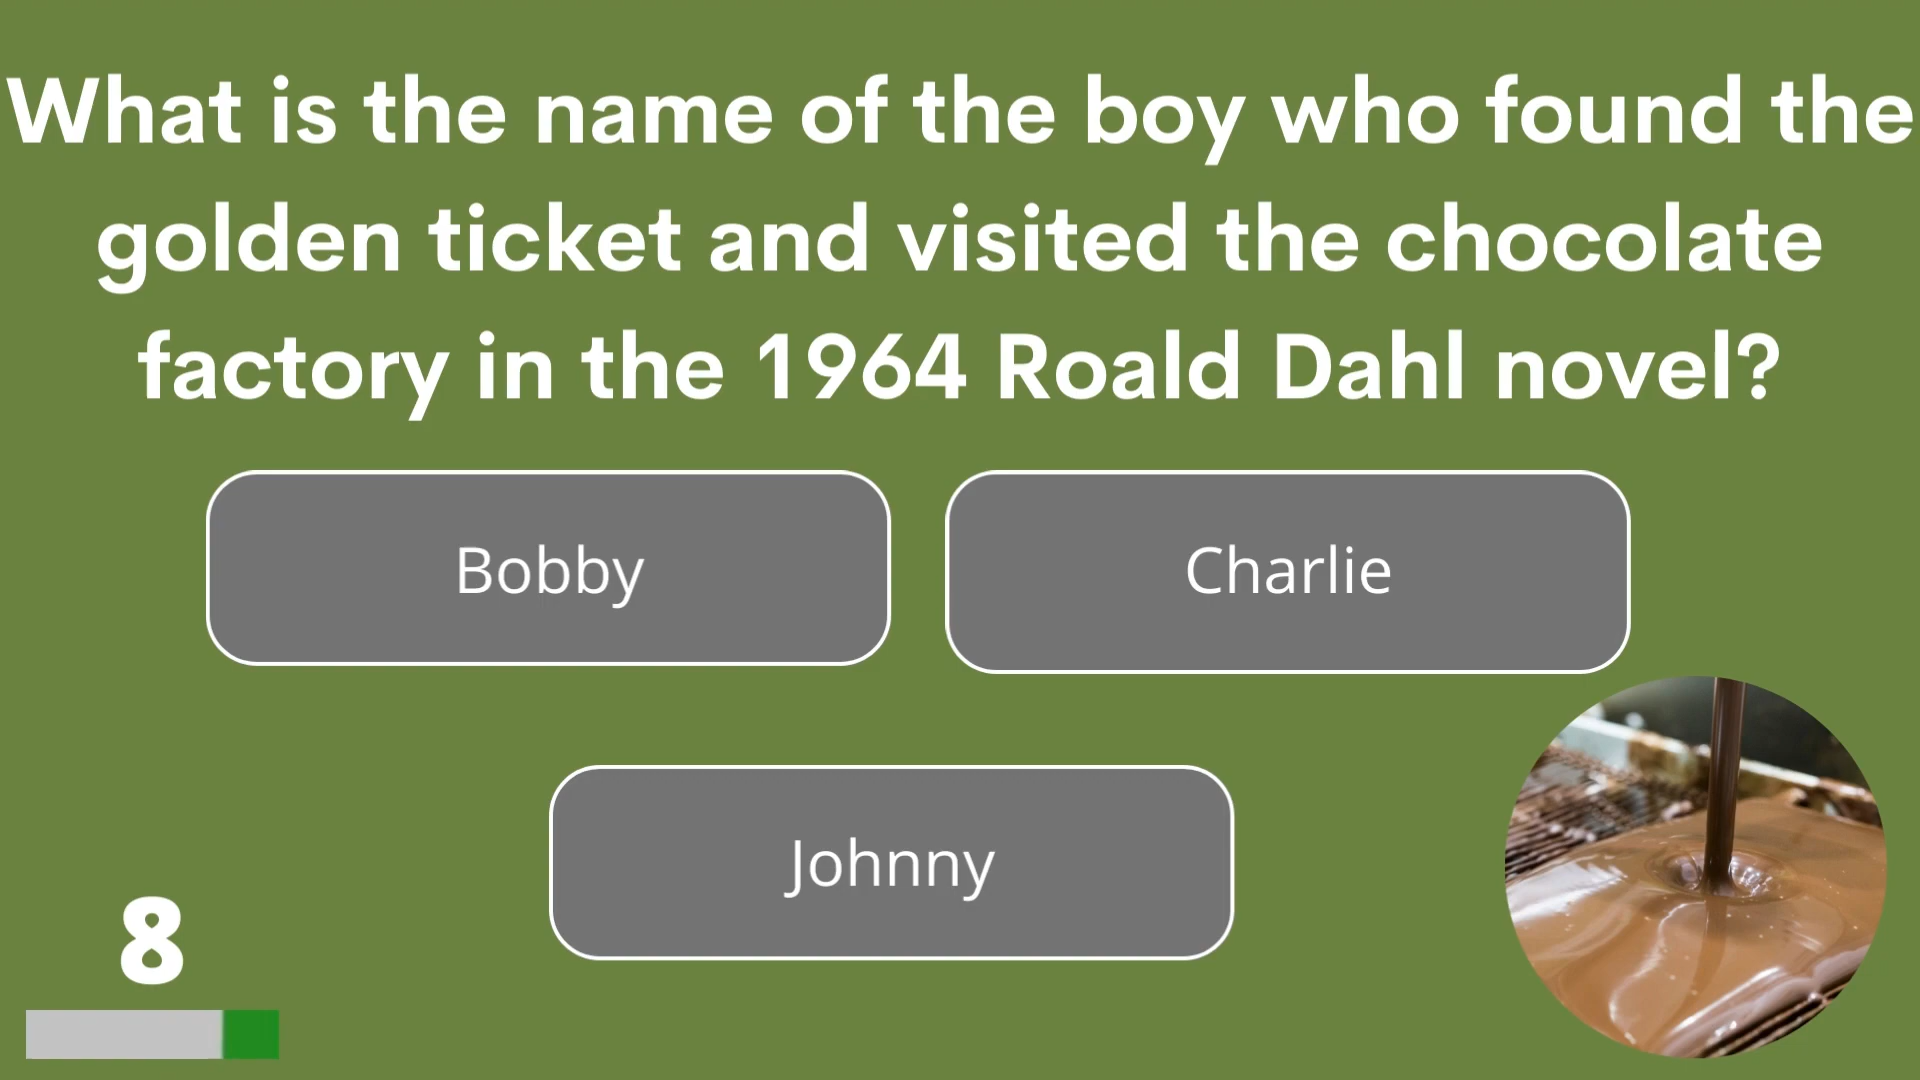 What is the name of the boy who found the
golden ticket and visited the chocolate
factory in the 1964 Roald Dahl novel?
Bobby
Charlie
Johnny
8